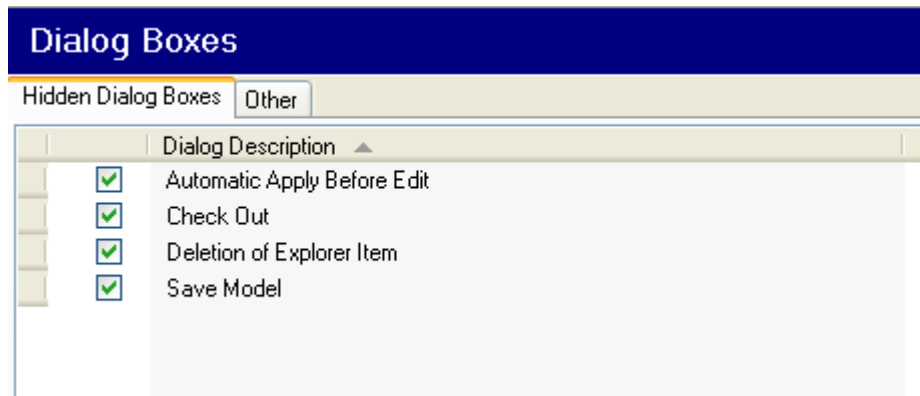 Dialog Boxes
Hidden Dialog Boxes Other
Dialog Description
Automatic Apply Before Edit
Check Out
Deletion of Explorer Item
Save Model